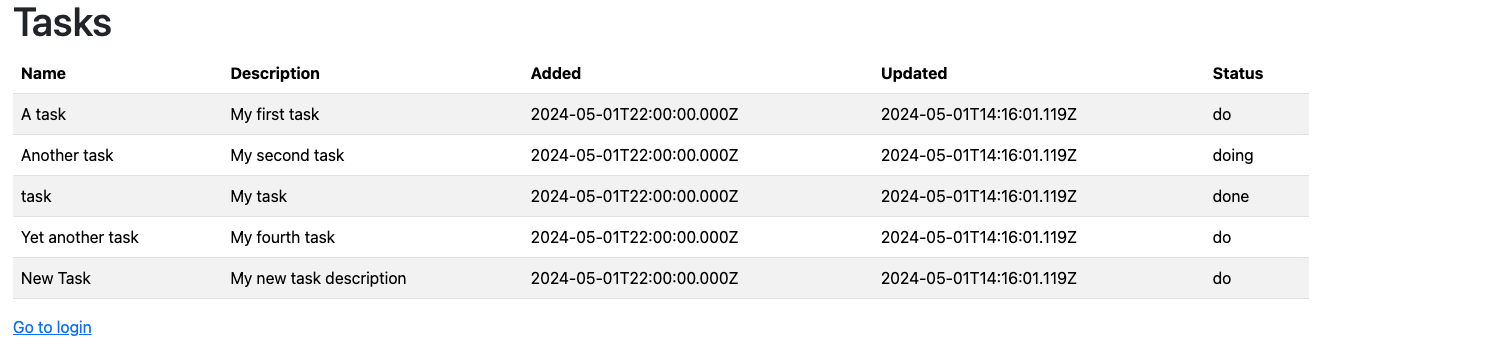 Tasks
Name Description Added Updated Status
A task My first task 2024-05-01T22:00:00.000Z 2024-05-01T14:16:01.119Z do
Another task My second task 2024-05-01T22:00:00.000Z 2024-05-01T14:16:01.119Z doing
task My task 2024-05-01T22:00:00.000Z 2024-05-01T14:16:01.119Z done
Yet another task My fourth task 2024-05-01T22:00:00.000Z 2024-05-01T14:16:01.119Z do
New Task My new task description 2024-05-01T22:00:00.000Z 2024-05-01T14:16:01.119Z do
Go to login